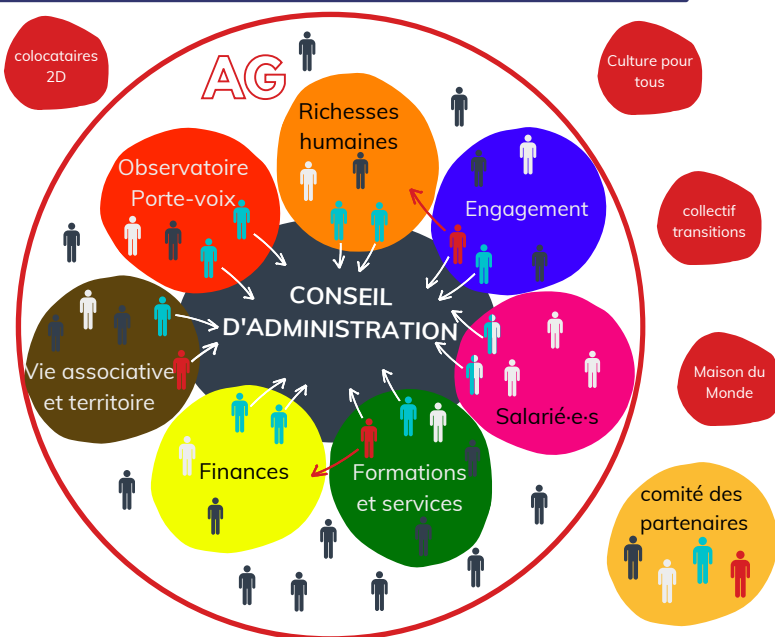 colocataires
2D
AG
Culture pour
tous
Richesses
humaines
Observatoire
Porte-voix
Engagement
collectif
transitions
CONSEIL
D'ADMINISTRATION
Vie associative
et territoire
Maison du
Monde
Salarié·e·s
Finances
Formations
et services
comité des
partenaires